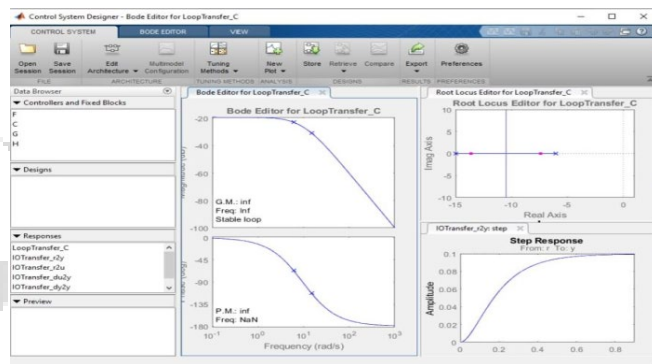 Control System Designer - Bode Editor for LoopTransfer_C
CONTROL SYSTEM BODE EDITOR VIEW
Open Session
Save Session
Edit Architecture
Multimodel Configuration
Tuning Methods
New Plot
Store
Retrieve
Compare
Export
Preferences
FILE ARCHITECTURE TUNING METHODS ANALYSIS DESIGNS RESULTS PREFERENCES
Data Browser
Controllers and Fixed Blocks
F
C
G
H
Designs
Responses
LoopTransfer_C
IOTransfer_r2y
IOTransfer_r2u
IOTransfer_du2y
IOTransfer_dy2y
Preview
Bode Editor for LoopTransfer_C
Bode Editor for LoopTransfer_C
-20
-40
-60
-80
-100
G.M.: inf
Freq: Inf
Stable loop
0
-45
-90
-135
-180
P.M.: inf
Freq: NaN
10-1 100 101 102 103
Frequency (rad/s)
Root Locus Editor for LoopTransfer_C
Root Locus Editor for LoopTransfer_C
Imag Axis
10
5
0
-5
-10
-15 -10 -5 0
Real Axis
IOTransfer_r2y: step
Step Response
From: r To: y
Amplitude
0.1
0.08
0.06
0.04
0.02
0
0 0.2 0.4 0.6 0.8